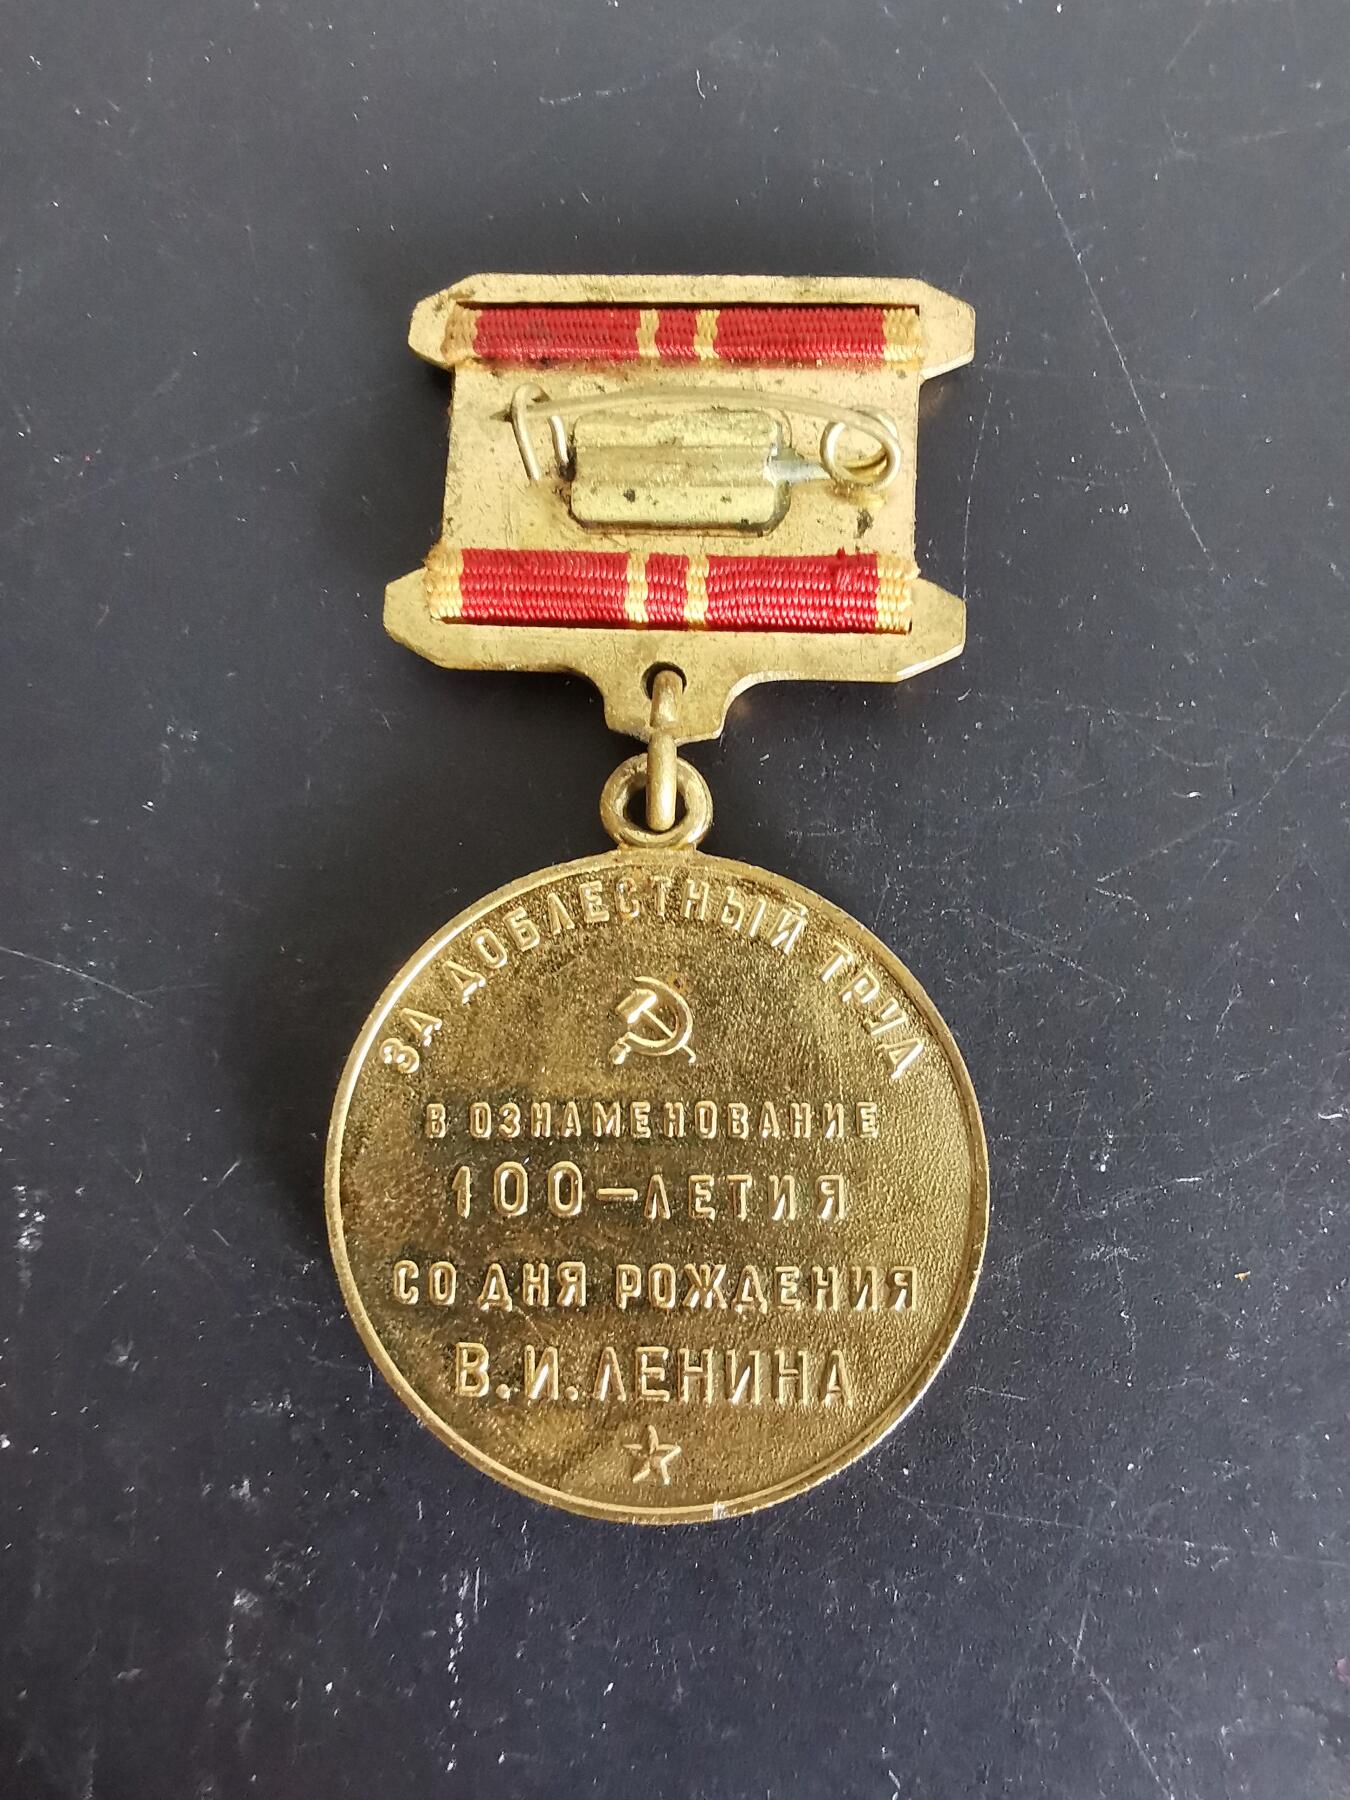 ЗА ДОБЛЕСТНЫЙ ТРУД
В ОЗНАМЕНОВАНИЕ
100-ЛЕТИЯ
СО ДНЯ РОЖДЕНИЯ
В.И.ЛЕНИНА